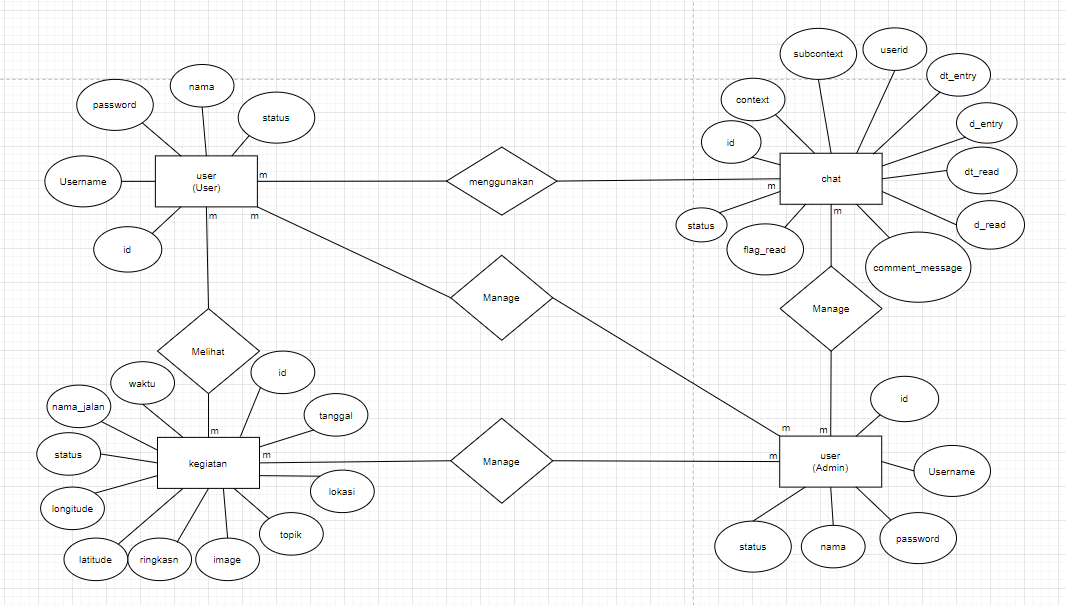 subcontext
userid
dt_entry
nama
password
context
status
d_entry
id
user
(User)
m
menggunakan
chat
dt_read
Username
m
m
m
m
status
d_read
id
flag_read
comment_message
Manage
Manage
Melihat
id
waktu
id
nama_jalan
tanggal
m
m
m
status
m
m
kegiatan
Manage
user
(Admin)
Username
lokasi
longitude
topik
password
latitude
ringkasn
image
status
nama